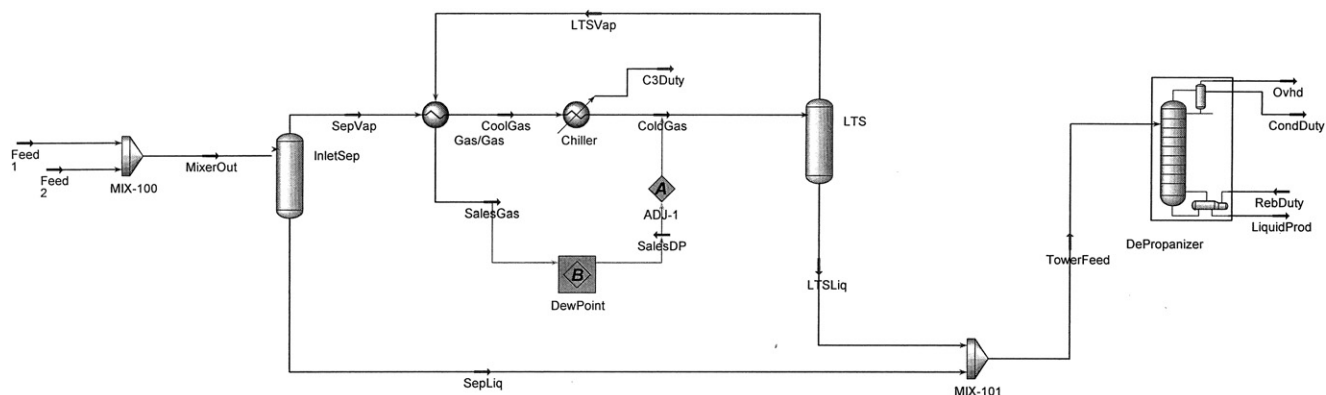 LTSVap
C3Duty
SepVap
CoolGas
Gas/Gas
Chiller
ColdGas
LTS
Ovhd
CondDuty
Feed
1
Feed
2
MIX-100
MixerOut
InletSep
SalesGas
A
ADJ-1
SalesDP
B
DewPoint
RebDuty
LiquidProd
DePropanizer
TowerFeed
LTSLiq
SepLiq
MIX-101